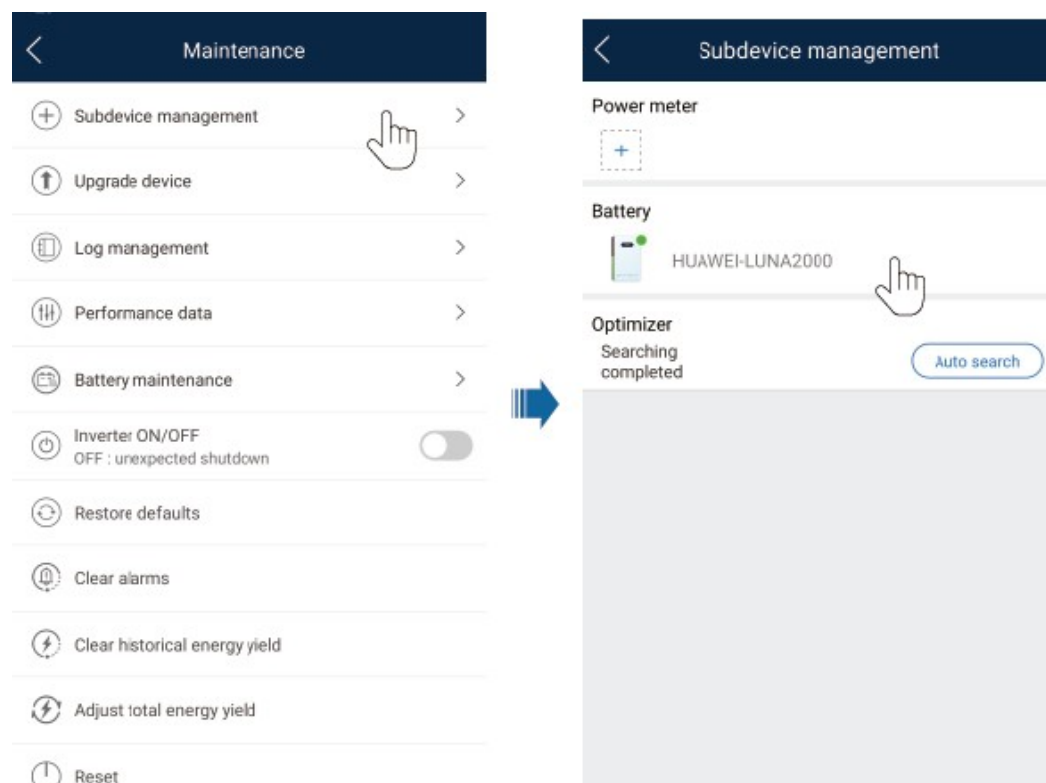 Maintenance
Subdevice management
Upgrade device
Log management
Performance data
Battery maintenance
Inverter ON/OFF
OFF : unexpected shutdown
Restore defaults
Clear alarms
Clear historical energy yield
Adjust total energy yield
Reset
Subdevice management
Power meter
Battery
HUAWEI-LUNA2000
Optimizer
Searching
completed
Auto search